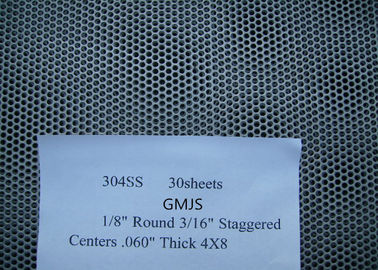 304SS 30sheets
GMJS
1/8" Round 3/16" Staggered
Centers .060" Thick 4X8